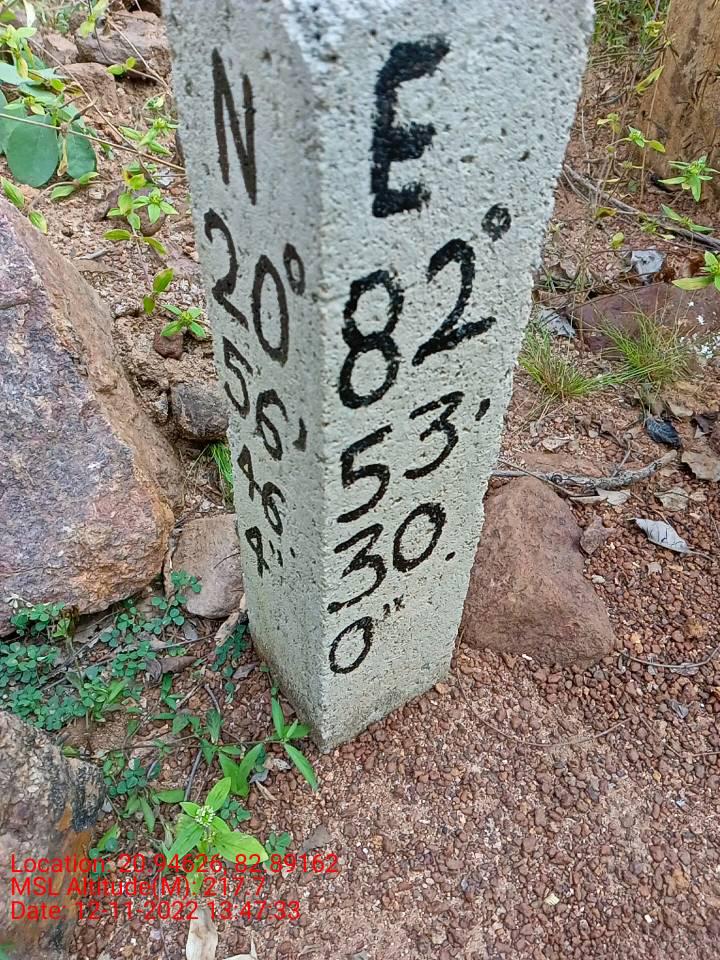 N
20°
56'
46
4"
E
82°
53'
30.
0"
Location: 20.94626, 82.89162
MSL Altitude(M): 217.7
Date: 12-11-2022 13:47:33